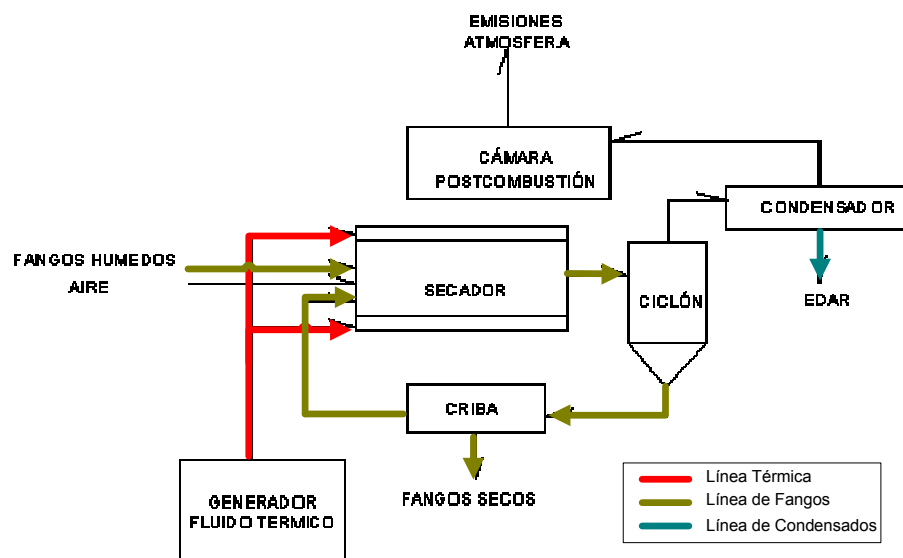 EMISIONES
ATMOSFERA
CÁMARA
POSTCOMBUSTIÓN
CONDENSADOR
FANGOS HUMEDOS
AIRE
SECADOR
CICLÓN
EDAR
CRIBA
FANGOS SECOS
GENERADOR
FLUIDO TERMICO
Línea Térmica
Línea de Fangos
Línea de Condensados